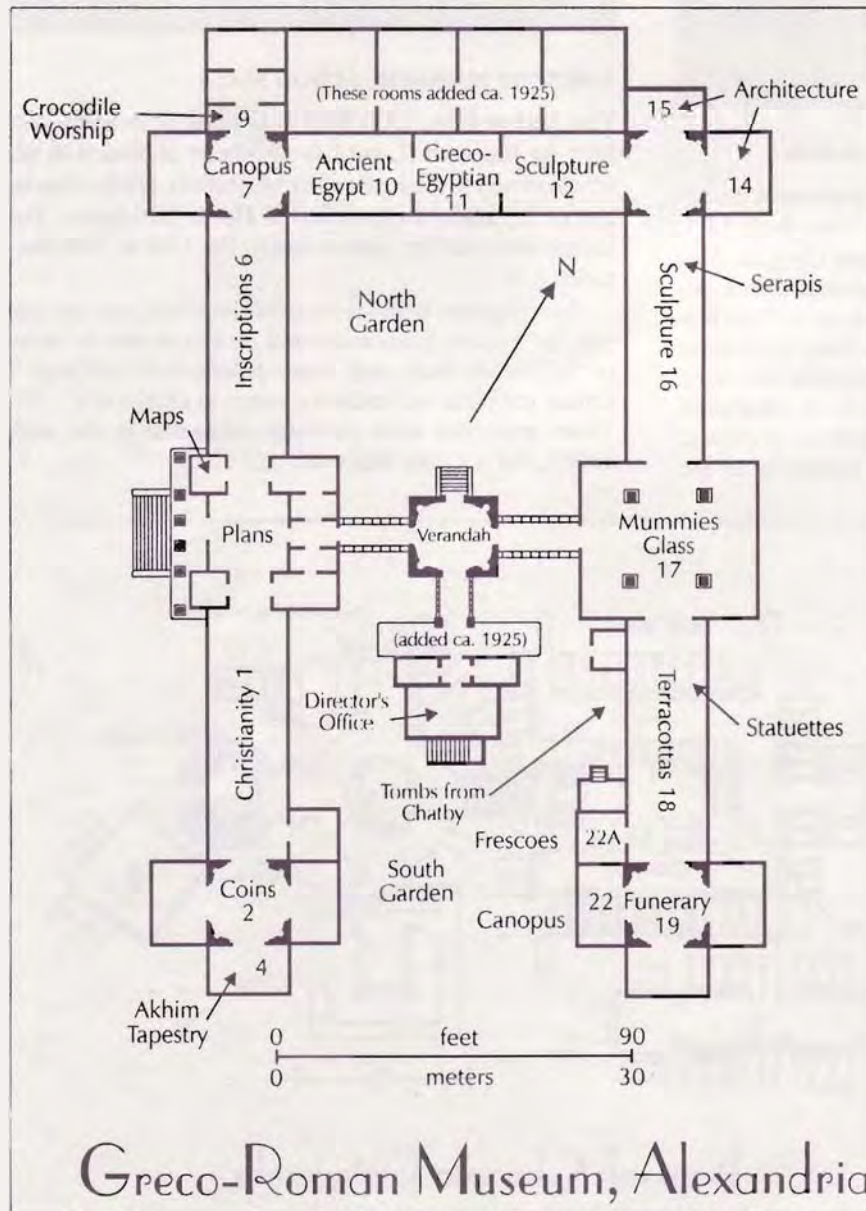 (These rooms added ca. 1925)
Crocodile
Worship
9
15
Architecture
Canopus
7
Ancient
Egypt 10
Greco-
Egyptian
11
Sculpture
12
14
Inscriptions 6
North
Garden
N
Sculpture 16
Serapis
Maps
Plans
Verandah
Mummies
Glass
17
(added ca. 1925)
Director's
Office
Christianity 1
Terracottas 18
Statuettes
Tombs from
Chatby
Frescoes
22A
Coins
2
South
Garden
Canopus
22
Funerary
19
4
Akhim
Tapestry
0 feet 90
0 meters 30
Greco-Roman Museum, Alexandria